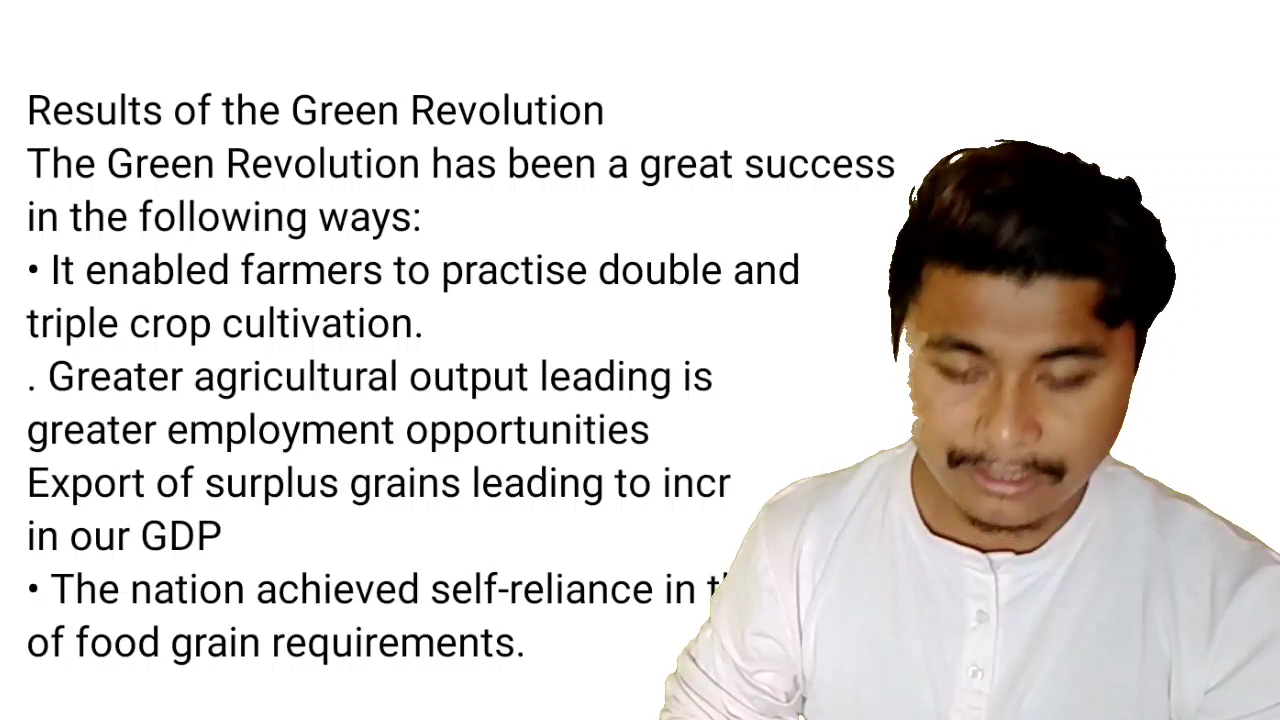 Results of the Green Revolution
The Green Revolution has been a great success
in the following ways:
• It enabled farmers to practise double and
triple crop cultivation.
. Greater agricultural output leading is
greater employment opportunities
Export of surplus grains leading to incr
in our GDP
• The nation achieved self-reliance in
of food grain requirements.